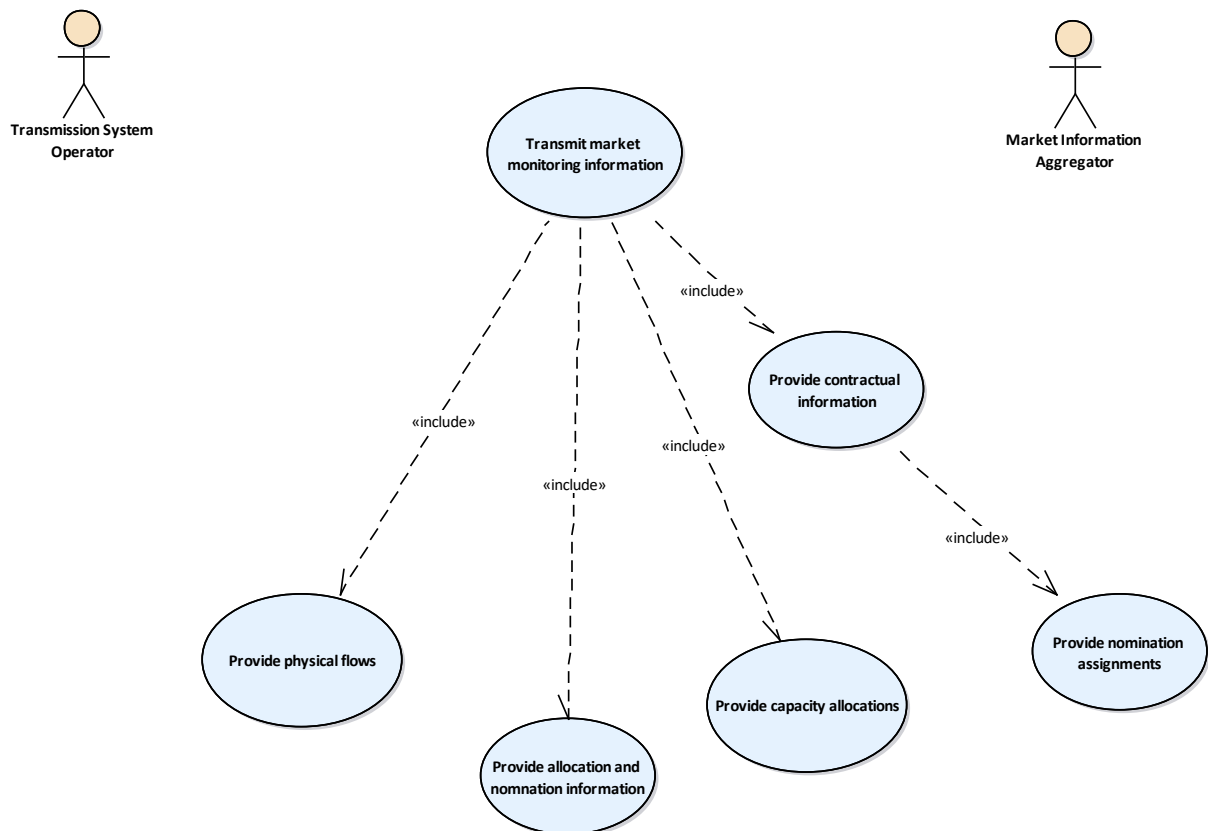 Transmission System
Operator
Market Information
Aggregator
Transmit market
monitoring information
«include»
Provide contractual
information
«include»
«include»
«include»
«include»
Provide physical flows
Provide nomination
assignments
Provide capacity allocations
Provide allocation and
nomnation information